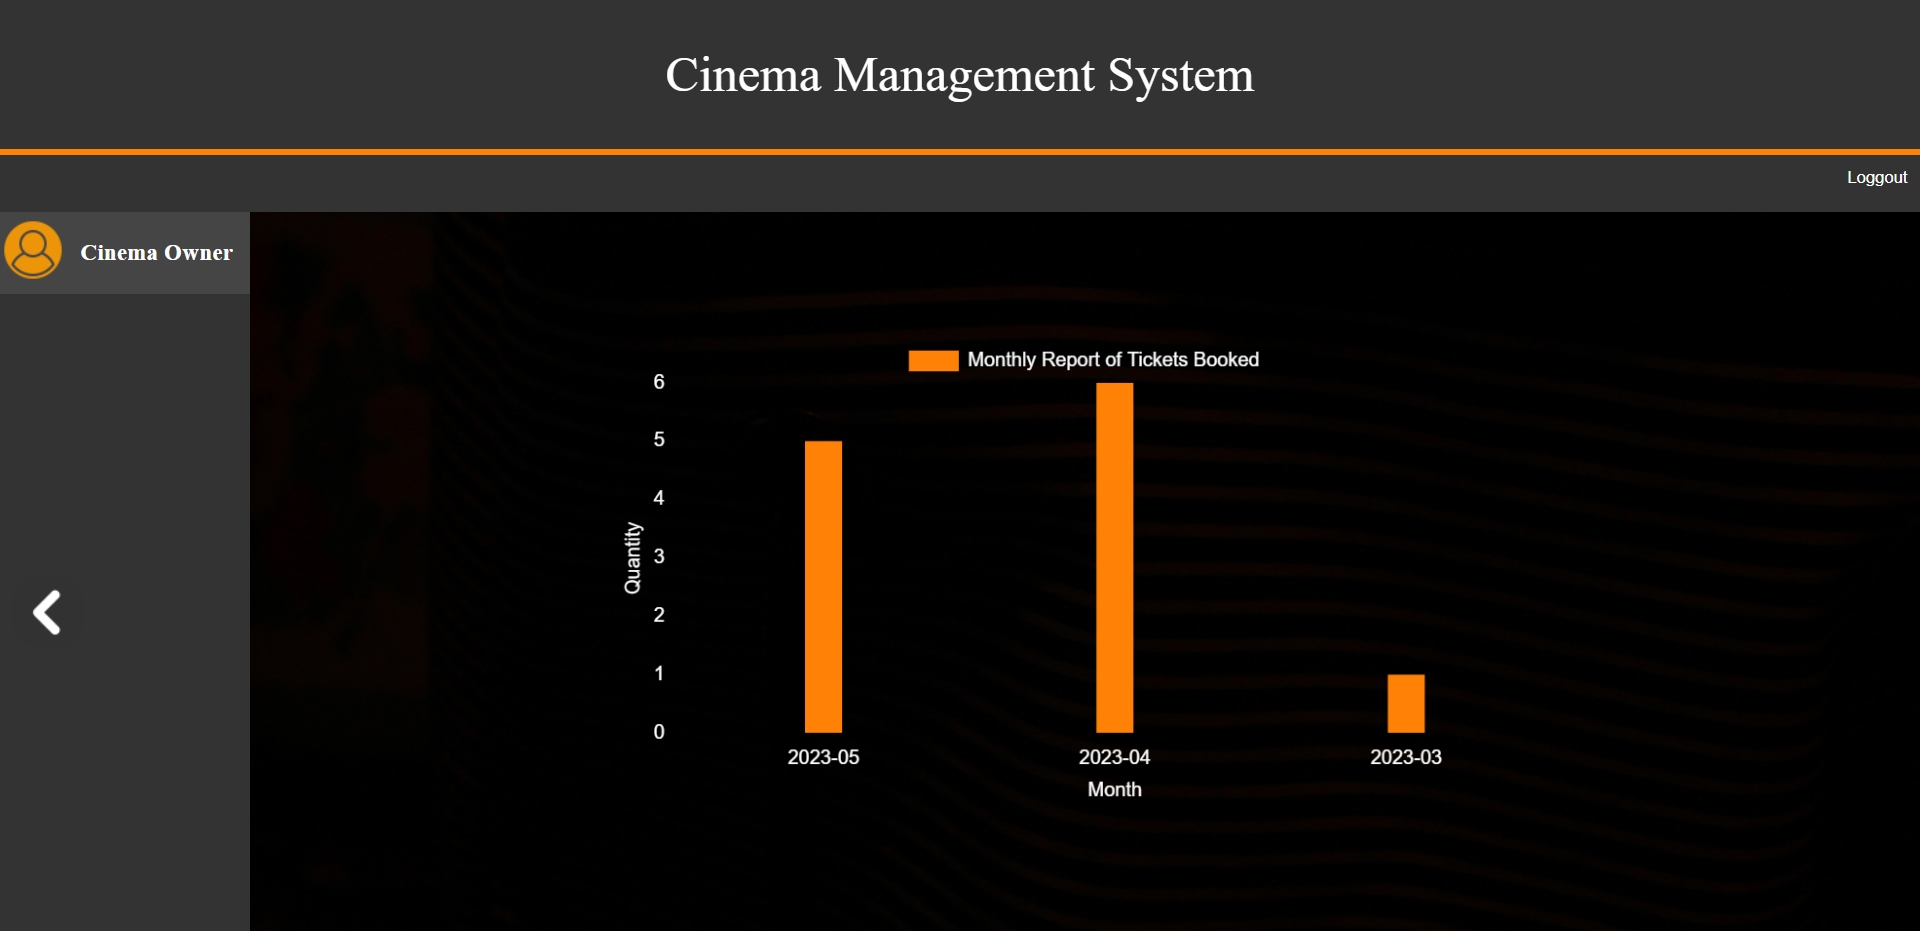 Cinema Management System
Loggout
Cinema Owner
Monthly Report of Tickets Booked
6
5
4
3
2
1
0
Quantity
2023-05 2023-04 2023-03
Month